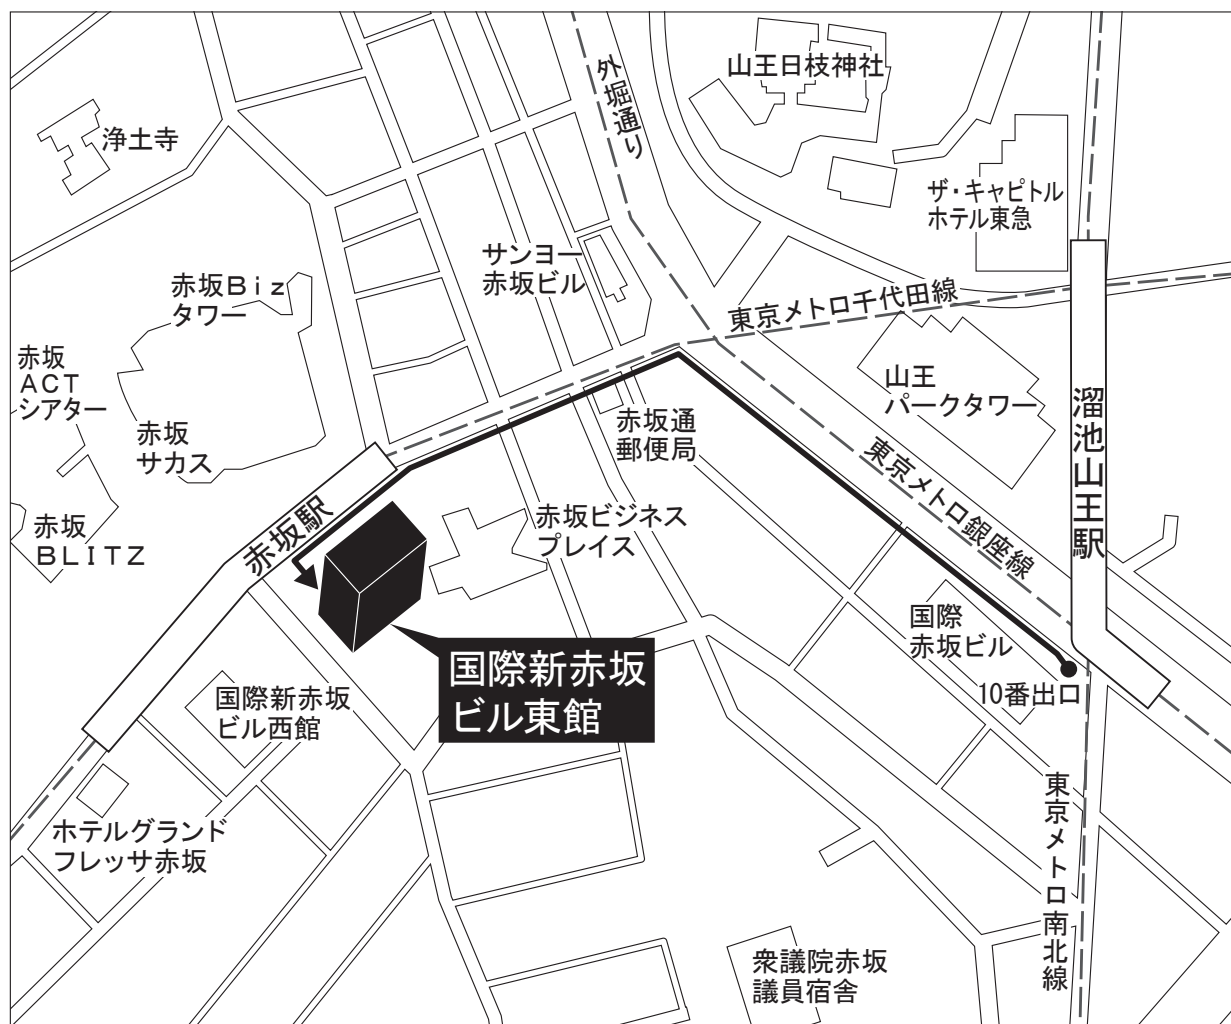 山王日枝神社
外堀通り
浄土寺
ザ・キャピトル
ホテル東急
サンヨー
赤坂ビル
赤坂Ｂｉｚ
タワー
東京メトロ千代田線
赤坂
ＡＣＴ
シアター
山王
パークタワー
溜池山王駅
赤坂
サカス
赤坂通
郵便局
東京メトロ銀座線
赤坂駅
赤坂ビジネス
プレイス
赤坂
ＢＬＩＴＺ
国際
赤坂ビル
国際新赤坂
ビル東館
10番出口
国際新赤坂
ビル西館
東京メトロ南北線
ホテルグランド
フレッサ赤坂
衆議院赤坂
議員宿舎